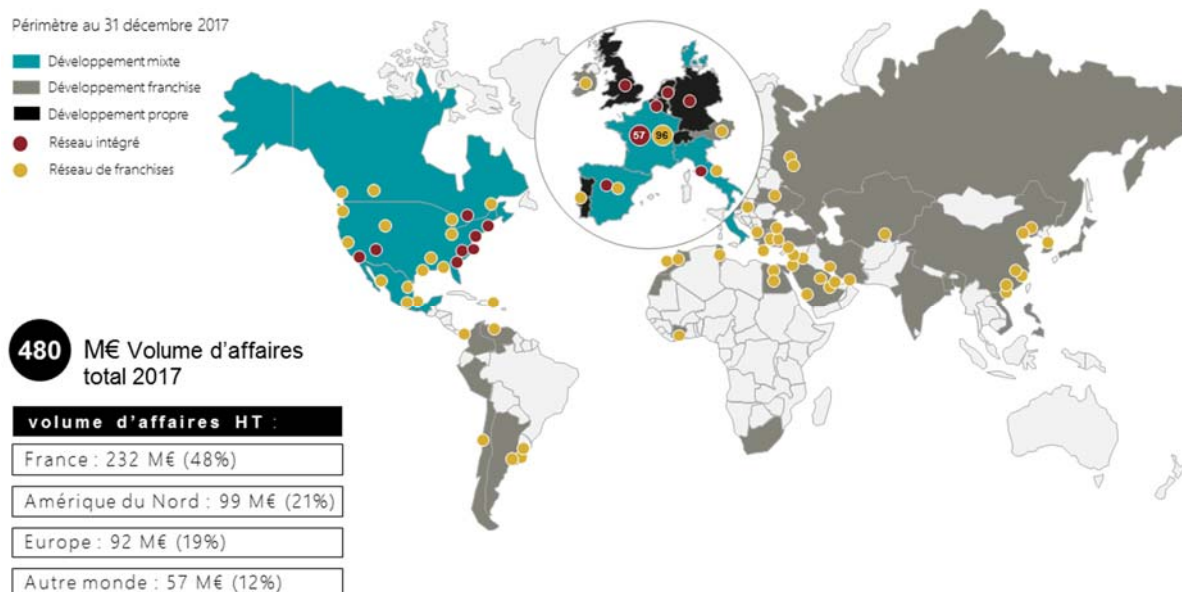 Périmètre au 31 décembre 2017
Développement mixte
Développement franchise
Développement propre
Réseau intégré
Réseau de franchises
57
96
480
M€ Volume d'affaires
total 2017
volume d'affaires HT :
France : 232 M€ (48%)
Amérique du Nord : 99 M€ (21%)
Europe : 92 M€ (19%)
Autre monde : 57 M€ (12%)